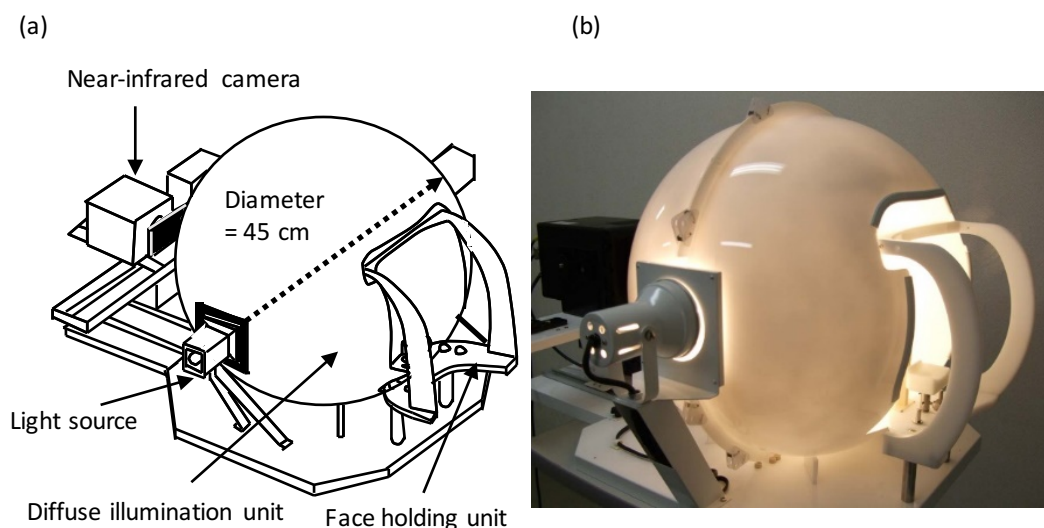 (a)
(b)
Near-infrared camera
Diameter
= 45 cm
Light source
Diffuse illumination unit
Face holding unit